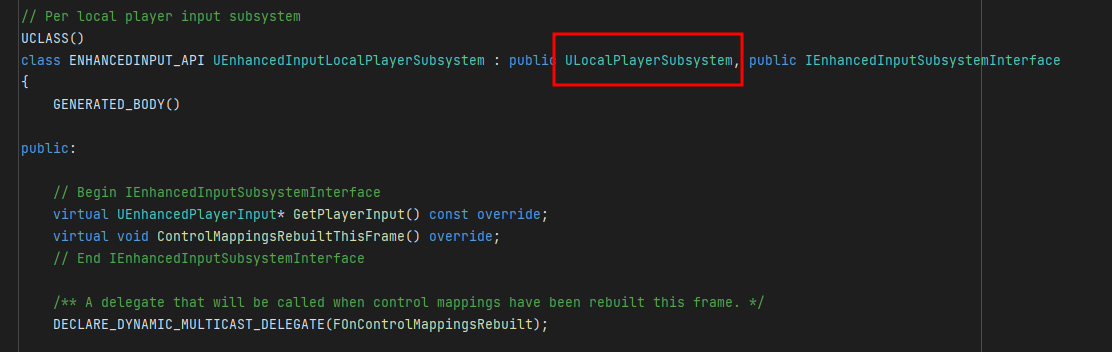 // Per local player input subsystem
UCLASS()
class ENHANCEDINPUT_API UEnhancedInputLocalPlayerSubsystem : public ULocalPlayerSubsystem, public IEnhancedInputSubsystemInterface
{
GENERATED_BODY()
public:
// Begin IEnhancedInputSubsystemInterface
virtual UEnhancedPlayerInput* GetPlayerInput() const override;
virtual void ControlMappingsRebuiltThisFrame() override;
// End IEnhancedInputSubsystemInterface
/** A delegate that will be called when control mappings have been rebuilt this frame. */
DECLARE_DYNAMIC_MULTICAST_DELEGATE(FOnControlMappingsRebuilt);